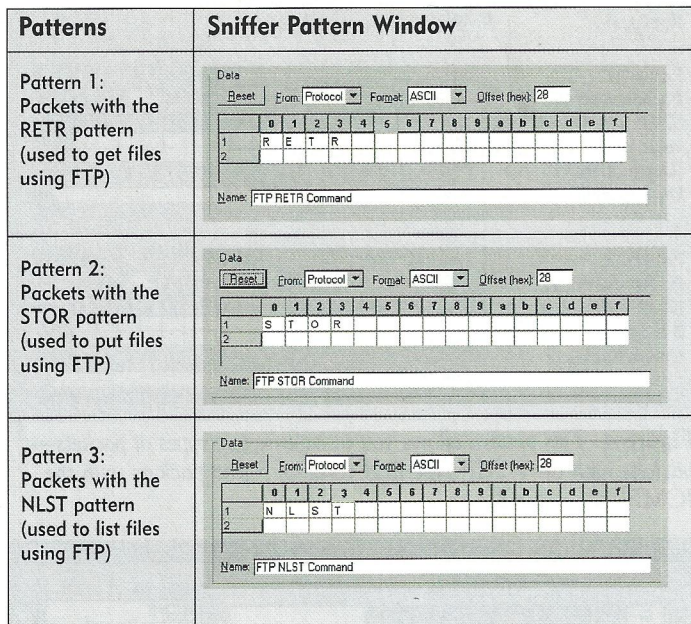 Patterns
Sniffer Pattern Window
Pattern 1:
Packets with the
RETR pattern
(used to get files
using FTP)
Data
Reset From: Protocol Format: ASCII Offset (hex): 28
0 1 2 3 4 5 6 7 8 9 a b c d e f
1 R E T R
2
Name: FTP RETR Command
Pattern 2:
Packets with the
STOR pattern
(used to put files
using FTP)
Data
Reset From: Protocol Format: ASCII Offset (hex): 28
0 1 2 3 4 5 6 7 8 9 a b c d e f
1 S T O R
2
Name: FTP STOR Command
Pattern 3:
Packets with the
NLST pattern
(used to list files
using FTP)
Data
Reset From: Protocol Format: ASCII Offset (hex): 28
0 1 2 3 4 5 6 7 8 9 a b c d e f
1 N L S T
2
Name: FTP NLST Command